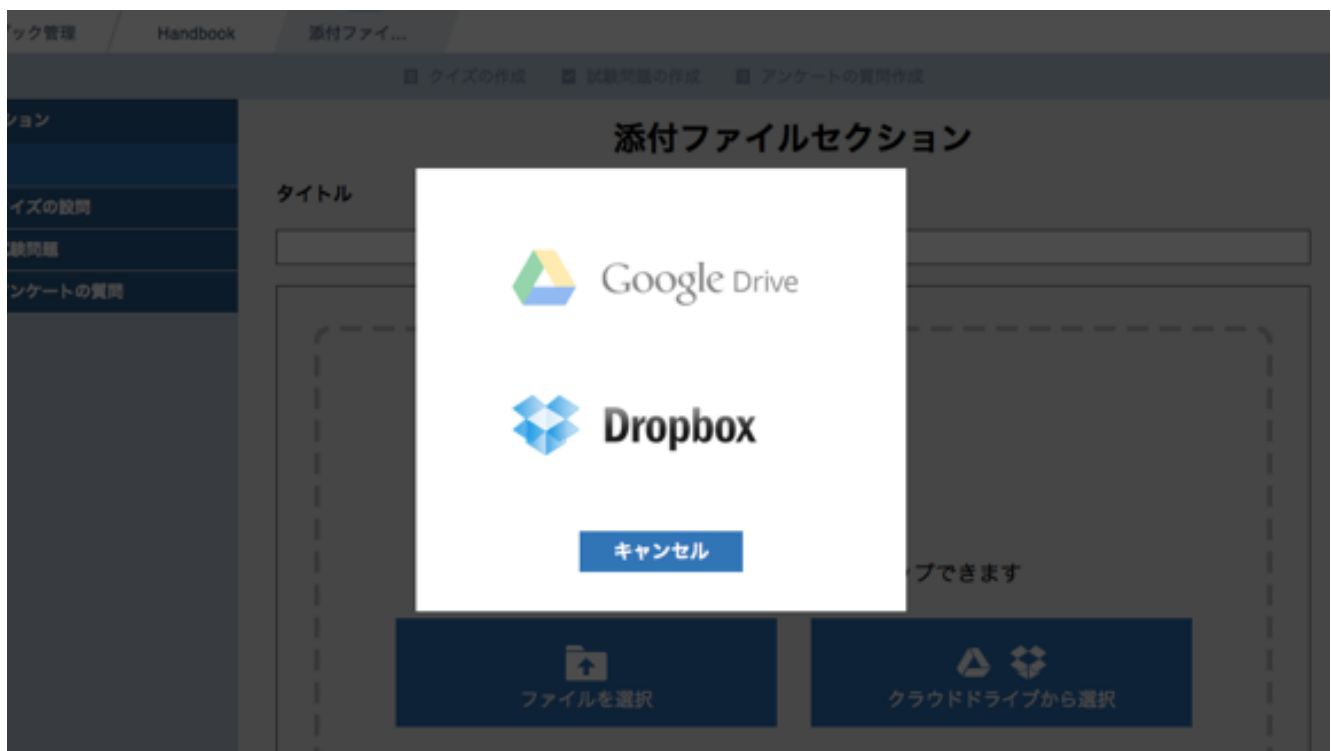 ック管理
Handbook
添付ファイ...
クイズの作成
試験問題の作成
アンケートの質問作成
ション
添付ファイルセクション
タイトル
イズの設問
験問題
ンケートの質問
Google Drive
Dropbox
キャンセル
プできます
ファイルを選択
クラウドドライブから選択